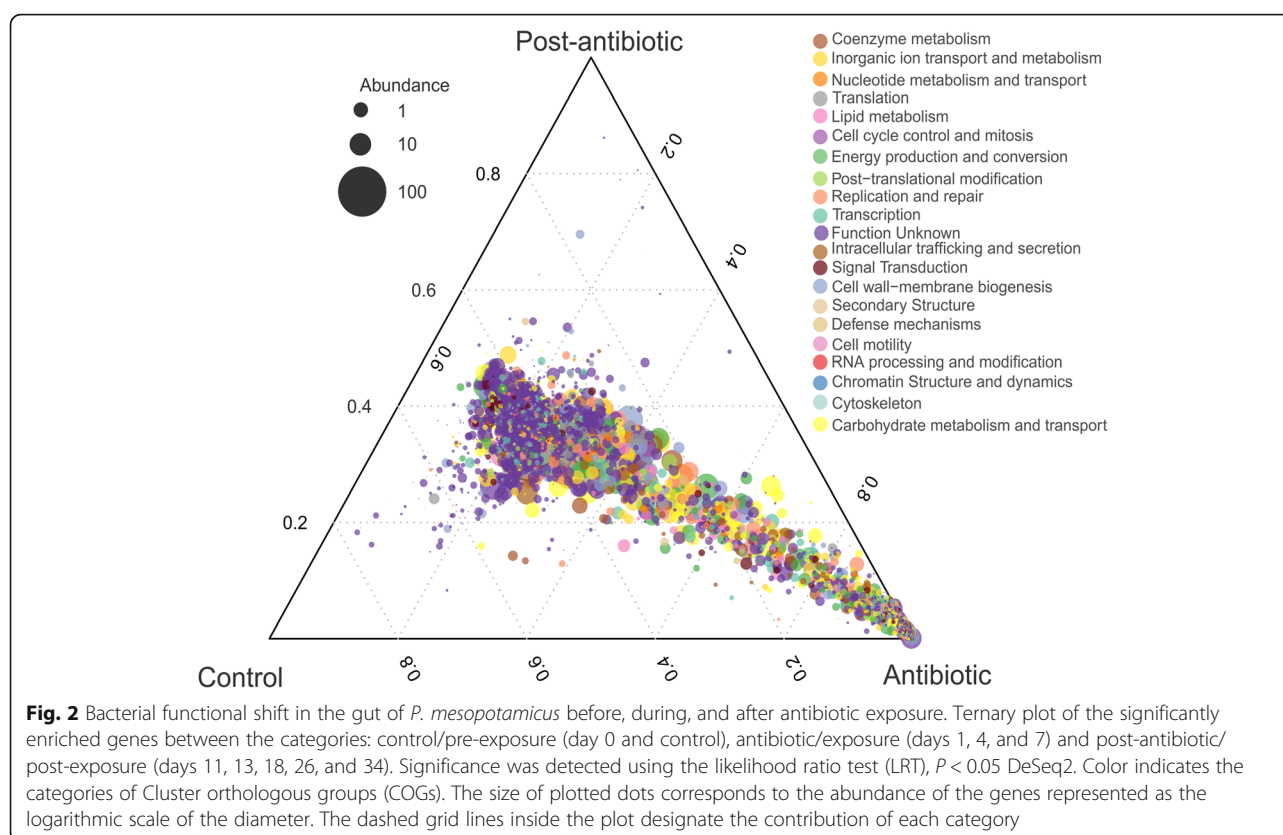 Post-antibiotic
Abundance
1
10
100
Coenzyme metabolism
Inorganic ion transport and metabolism
Nucleotide metabolism and transport
Translation
Lipid metabolism
Cell cycle control and mitosis
Energy production and conversion
Post−translational modification
Replication and repair
Transcription
Function Unknown
Intracellular trafficking and secretion
Signal Transduction
Cell wall−membrane biogenesis
Secondary Structure
Defense mechanisms
Cell motility
RNA processing and modification
Chromatin Structure and dynamics
Cytoskeleton
Carbohydrate metabolism and transport
0.8
0.6
0.4
0.2
0.2
0.4
0.6
0.8
0.8
0.6
0.4
0.2
Control
Antibiotic
Fig. 2 Bacterial functional shift in the gut of P. mesopotamicus before, during, and after antibiotic exposure. Ternary plot of the significantly
enriched genes between the categories: control/pre-exposure (day 0 and control), antibiotic/exposure (days 1, 4, and 7) and post-antibiotic/
post-exposure (days 11, 13, 18, 26, and 34). Significance was detected using the likelihood ratio test (LRT), P < 0.05 DeSeq2. Color indicates the
categories of Cluster orthologous groups (COGs). The size of plotted dots corresponds to the abundance of the genes represented as the
logarithmic scale of the diameter. The dashed grid lines inside the plot designate the contribution of each category